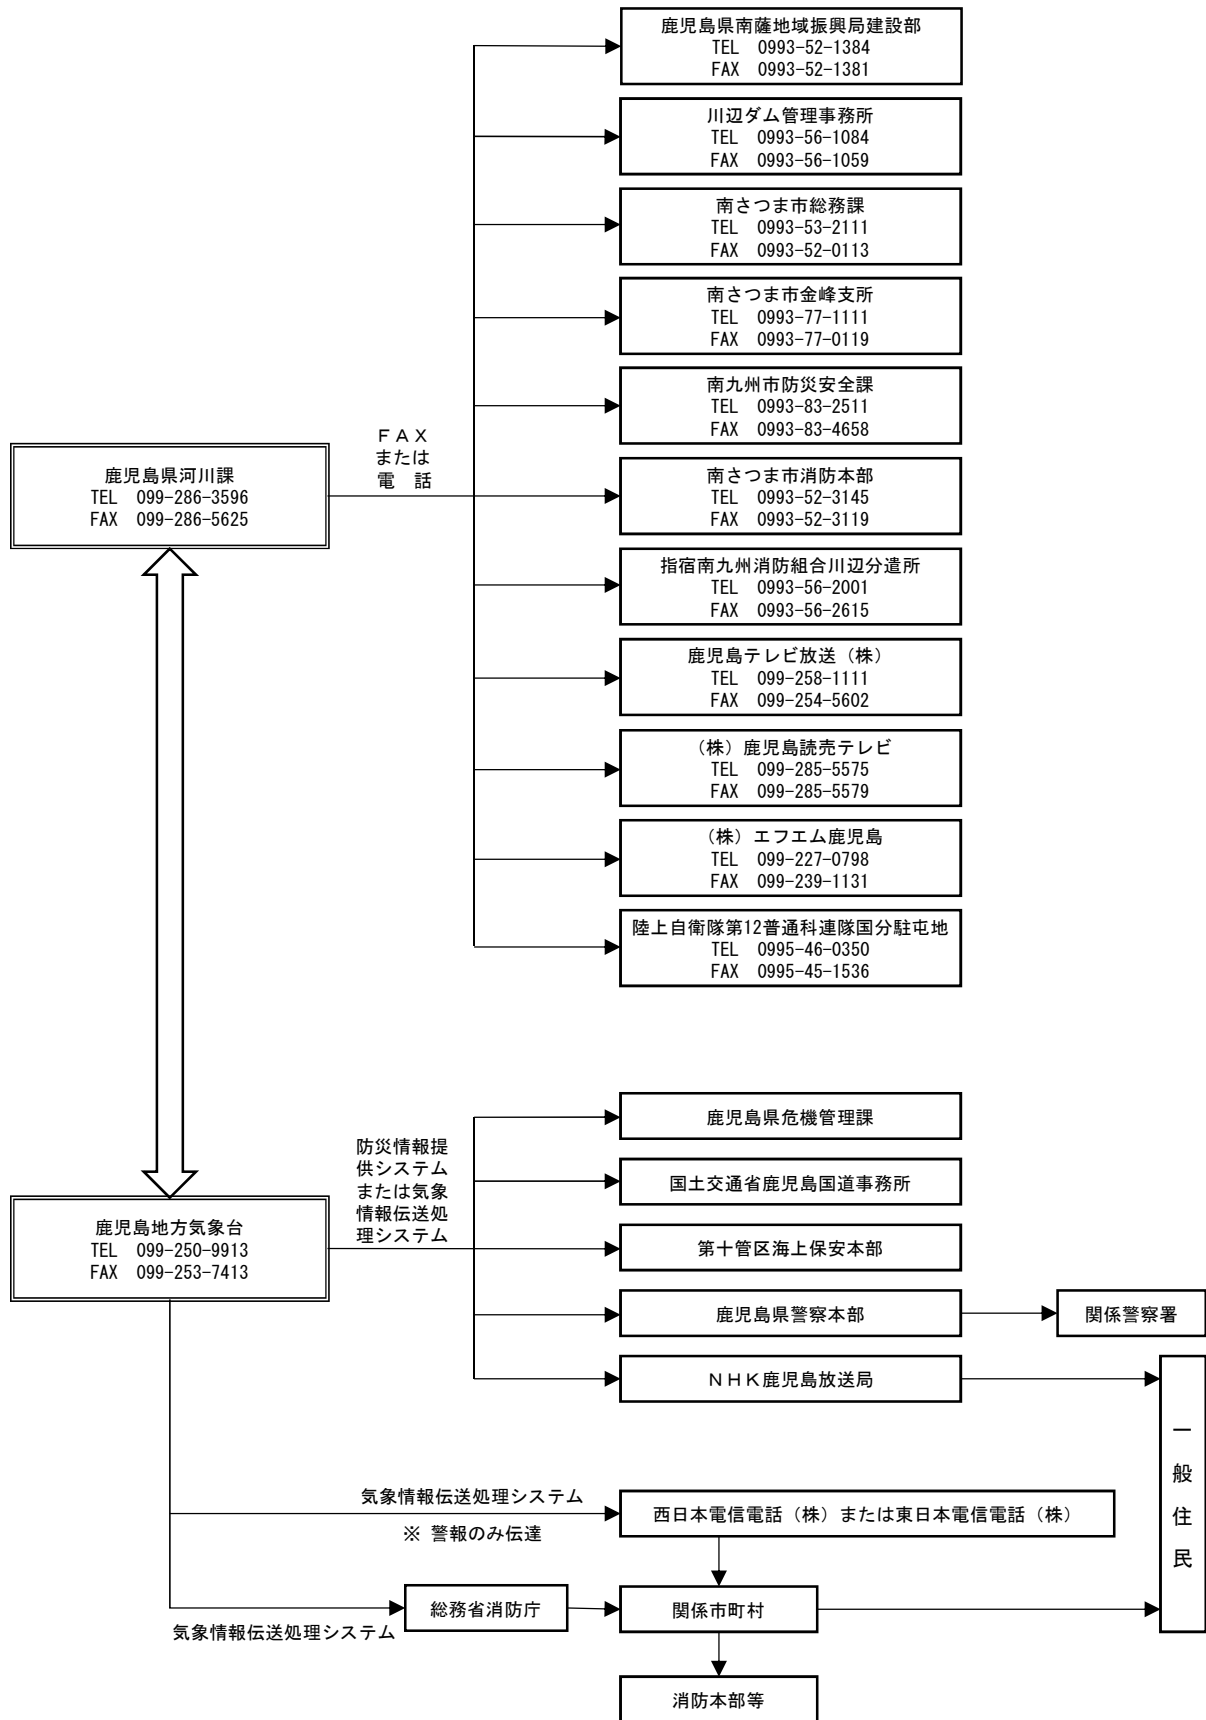 鹿児島県南薩地域振興局建設部
TEL 0993-52-1384
FAX 0993-52-1381
川辺ダム管理事務所
TEL 0993-56-1084
FAX 0993-56-1059
南さつま市総務課
TEL 0993-53-2111
FAX 0993-52-0113
南さつま市金峰支所
TEL 0993-77-1111
FAX 0993-77-0119
南九州市防災安全課
TEL 0993-83-2511
FAX 0993-83-4658
ＦＡＸ
または
電 話
鹿児島県河川課
TEL 099-286-3596
FAX 099-286-5625
南さつま市消防本部
TEL 0993-52-3145
FAX 0993-52-3119
指宿南九州消防組合川辺分遣所
TEL 0993-56-2001
FAX 0993-56-2615
鹿児島テレビ放送（株）
TEL 099-258-1111
FAX 099-254-5602
（株）鹿児島読売テレビ
TEL 099-285-5575
FAX 099-285-5579
（株）エフエム鹿児島
TEL 099-227-0798
FAX 099-239-1131
陸上自衛隊第12普通科連隊国分駐屯地
TEL 0995-46-0350
FAX 0995-45-1536
鹿児島県危機管理課
防災情報提
供システム
または気象
情報伝送処
理システム
国土交通省鹿児島国道事務所
鹿児島地方気象台
TEL 099-250-9913
FAX 099-253-7413
第十管区海上保安本部
鹿児島県警察本部
関係警察署
ＮＨＫ鹿児島放送局
一
般
住
民
気象情報伝送処理システム
※ 警報のみ伝達
西日本電信電話（株）または東日本電信電話（株）
総務省消防庁
関係市町村
気象情報伝送処理システム
消防本部等